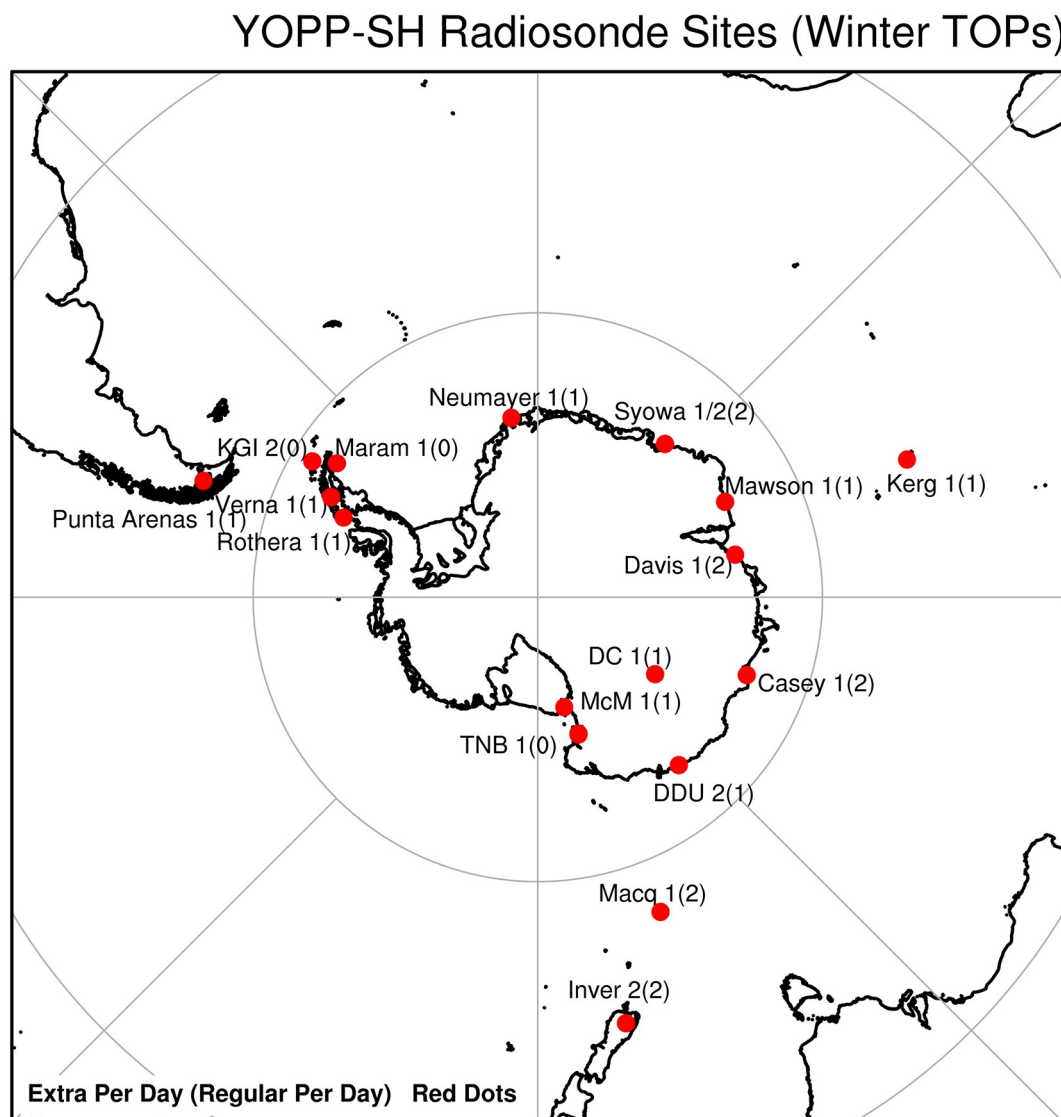 YOPP-SH Radiosonde Sites (Winter TOPs)
Neumayer 1(1)
Syowa 1/2(2)
KGI 2(0)
Maram 1(0)
Mawson 1(1)
Kerg 1(1)
Verna 1(1)
Punta Arenas 1(1)
Rothera 1(1)
Davis 1(2)
DC 1(1)
Casey 1(2)
McM 1(1)
TNB 1(0)
DDU 2(1)
Macq 1(2)
Inver 2(2)
Extra Per Day (Regular Per Day) Red Dots